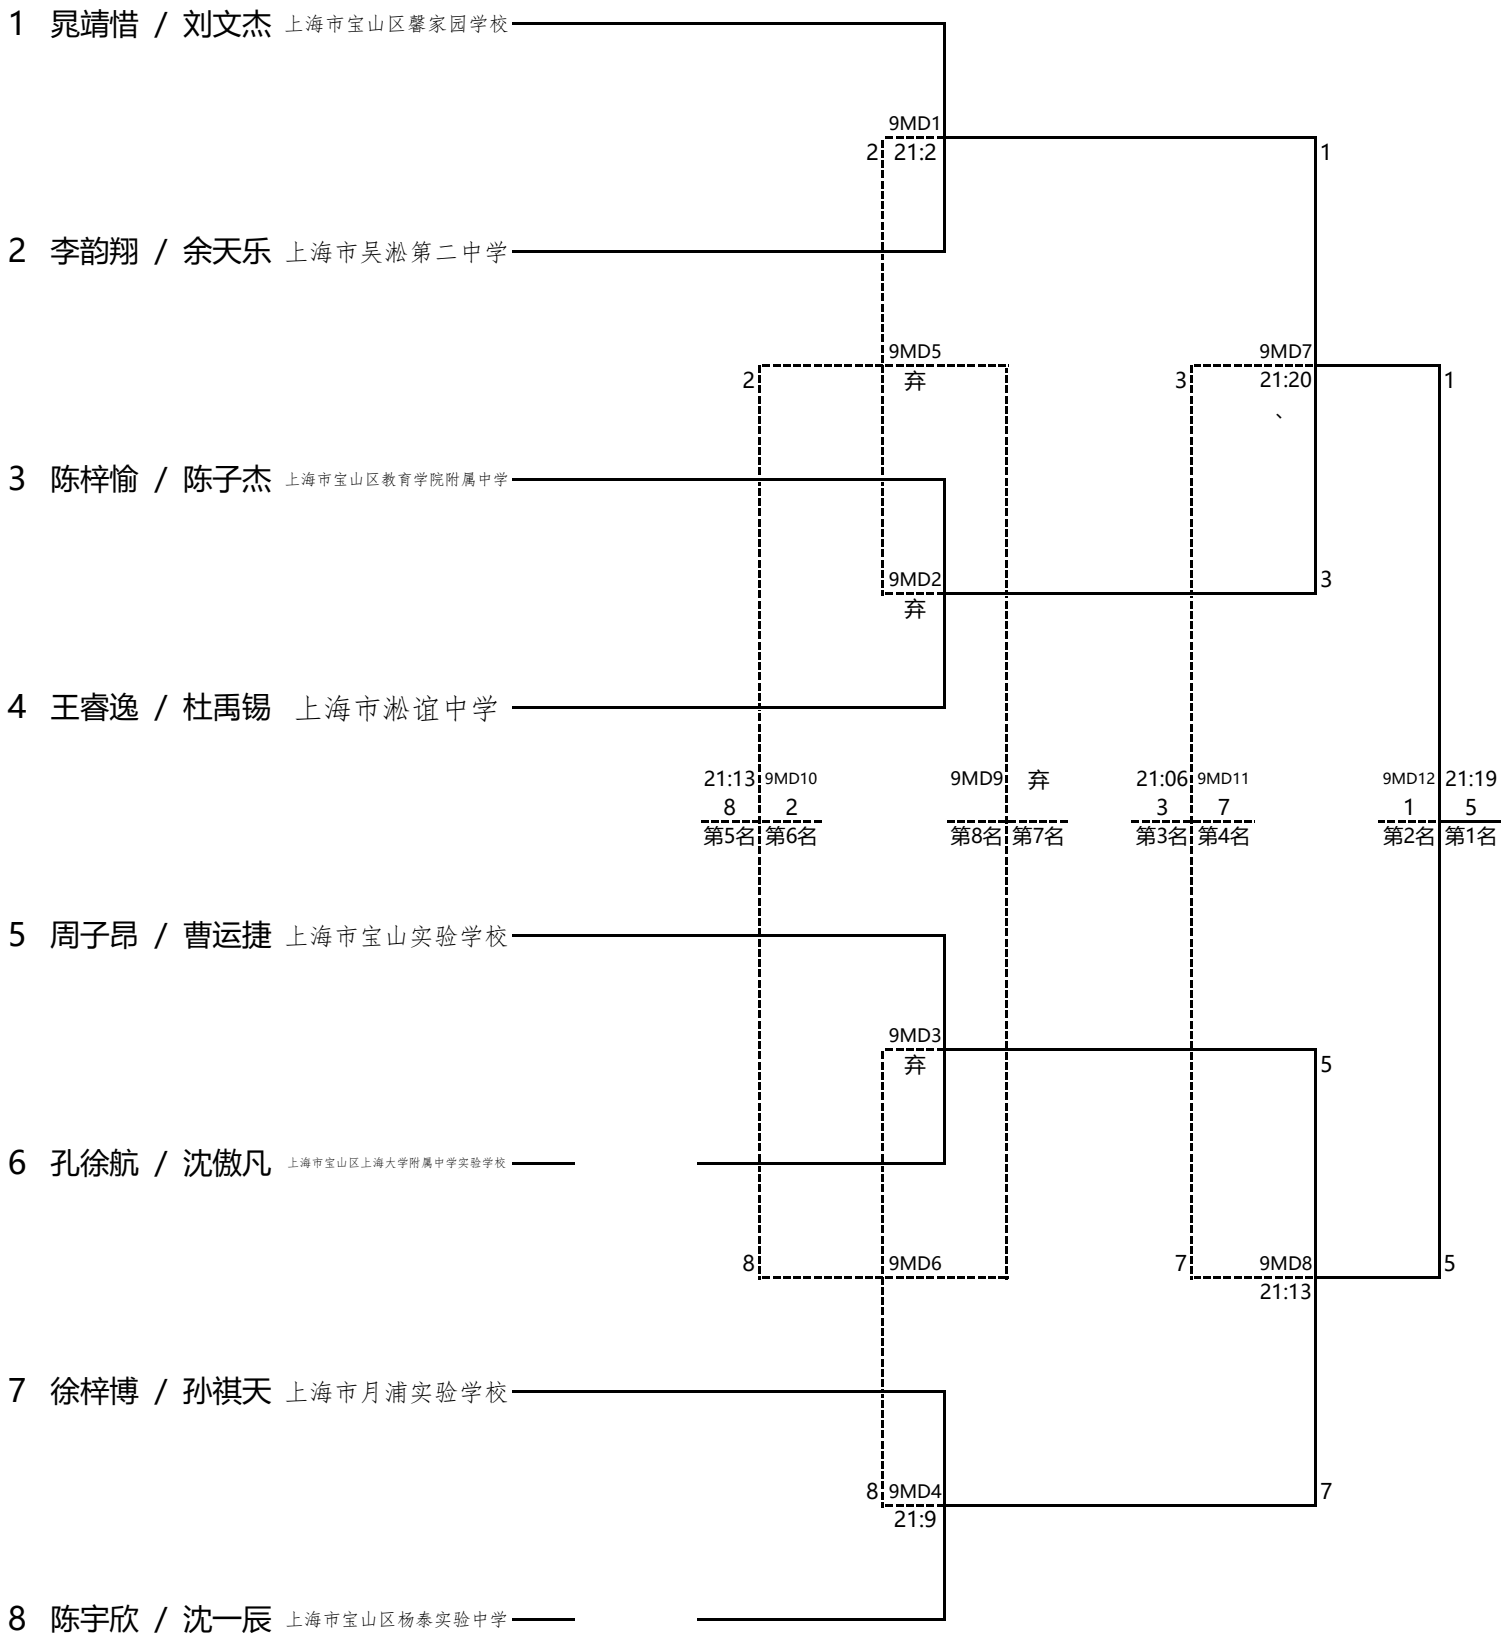 1 晁靖惜 / 刘文杰 上海市宝山区馨家园学校
9MD1
2 21:2 1
2 李韵翔 / 余天乐 上海市吴淞第二中学
9MD5 9MD7
2 弃 3 21:20 1
、
3 陈梓愉 / 陈子杰 上海市宝山区教育学院附属中学
9MD2 3
弃
4 王睿逸 / 杜禹锡 上海市淞谊中学
21:13 9MD10 9MD9 弃 21:06 9MD11 9MD12 21:19
8 2 3 7 1 5
第5名 第6名 第8名 第7名 第3名 第4名 第2名 第1名
5 周子昂 / 曹运捷 上海市宝山实验学校
9MD3
弃 5
6 孔徐航 / 沈傲凡 上海市宝山区上海大学附属中学实验学校
8 9MD6 7 9MD8 5
21:13
7 徐梓博 / 孙祺天 上海市月浦实验学校
8 9MD4 7
21:9
8 陈宇欣 / 沈一辰 上海市宝山区杨泰实验中学